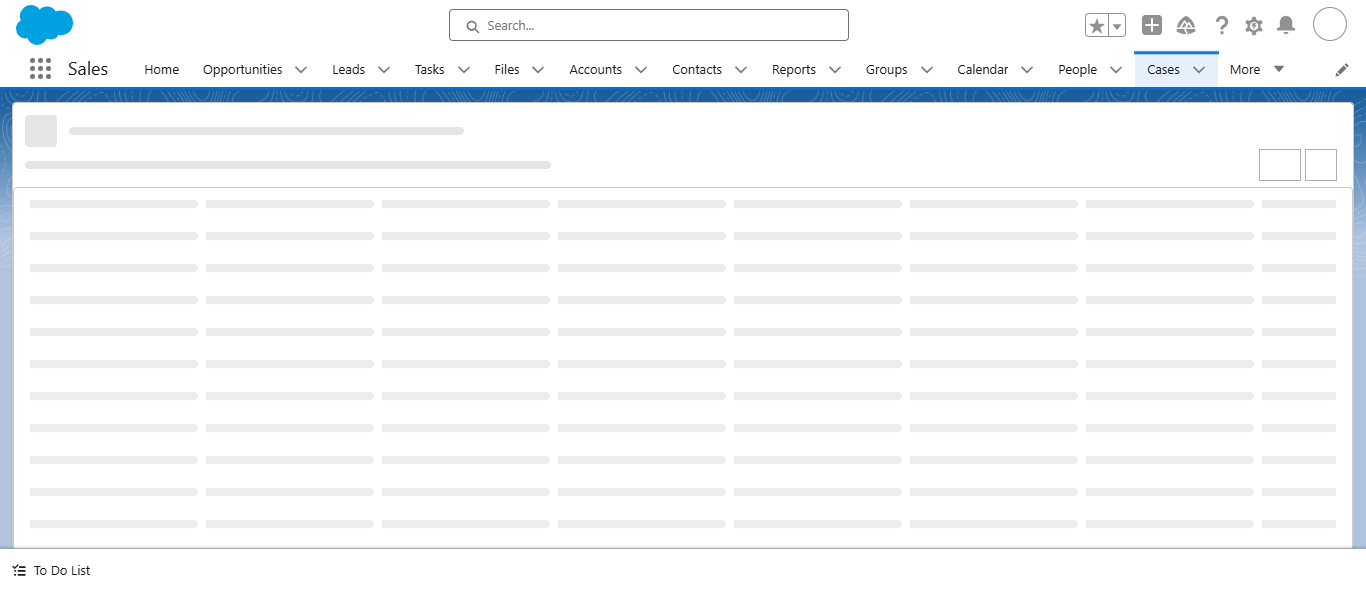 Search...
Sales Home Opportunities Leads Tasks Files Accounts Contacts Reports Groups Calendar People Cases More
To Do List